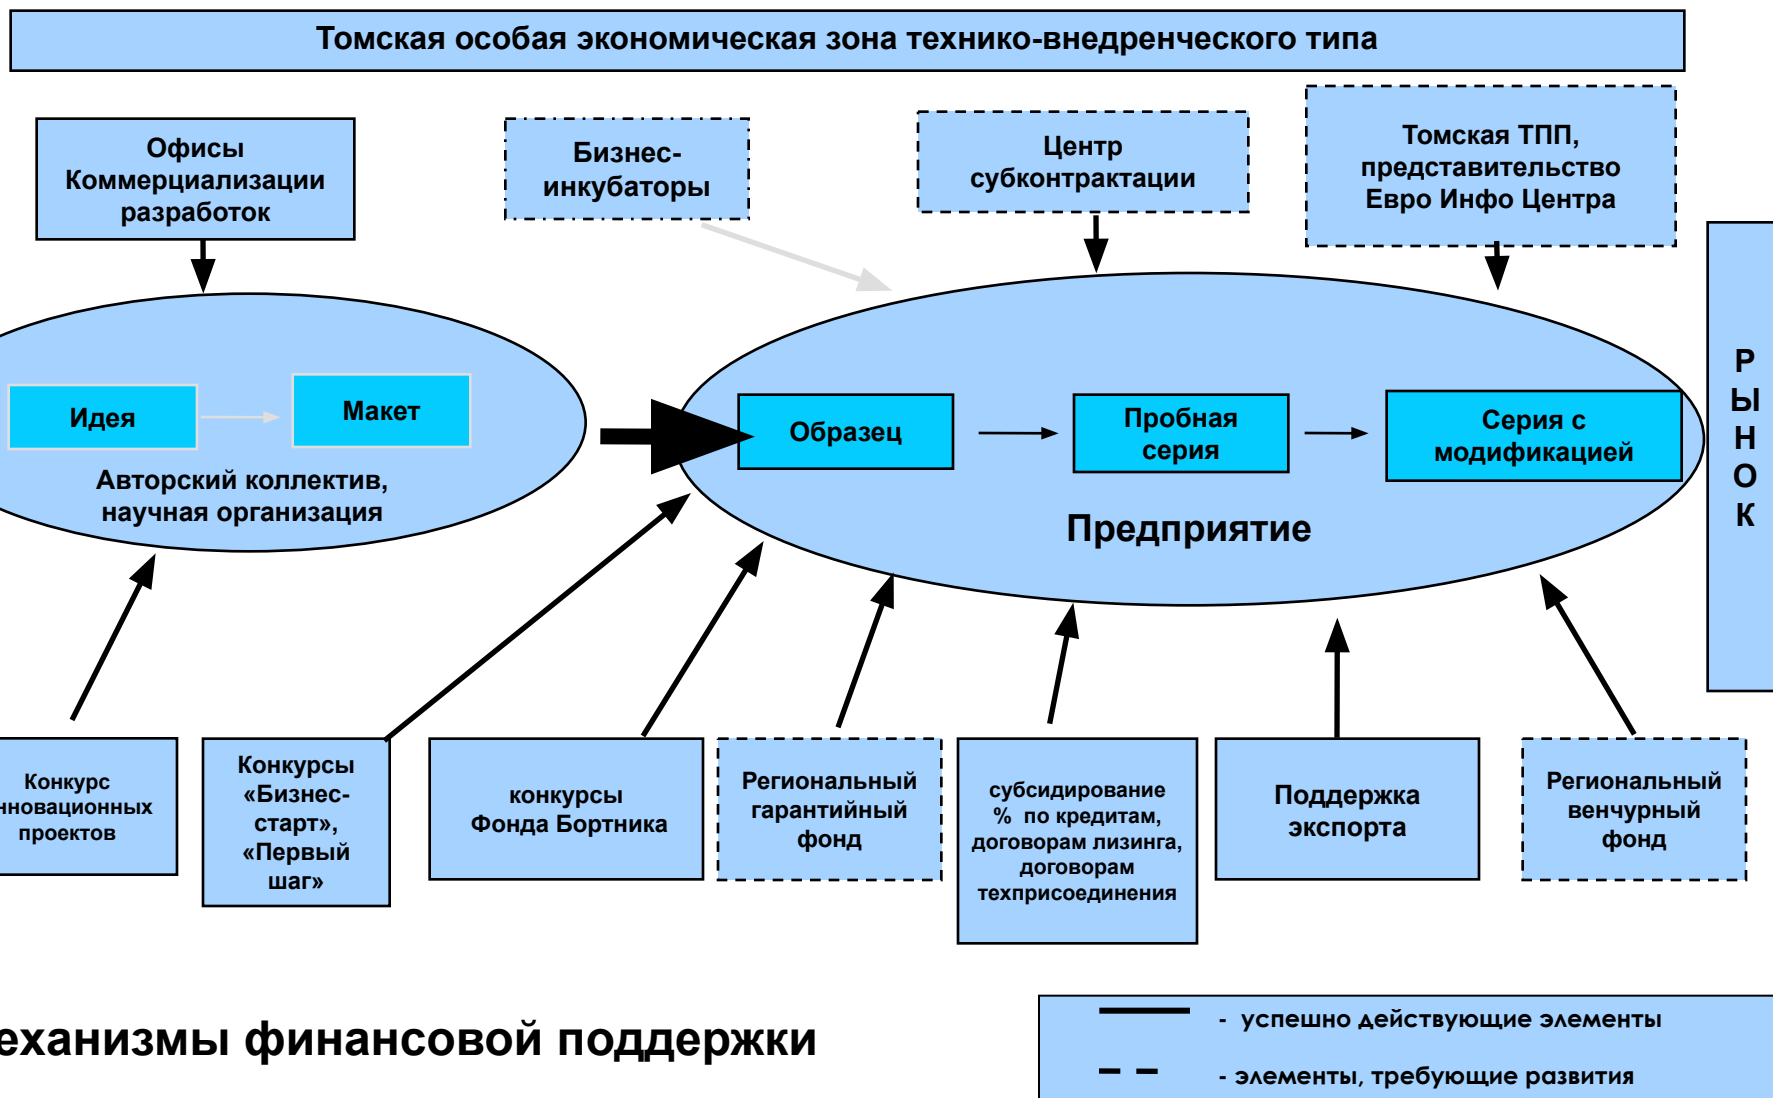 Томская особая экономическая зона технико-внедренческого типа
Офисы
Коммерциализации
разработок
Бизнес-
инкубаторы
Центр
субконтрактации
Томская ТПП,
представительство
Евро Инфо Центра
Идея
Макет
Авторский коллектив,
научная организация
Образец
Пробная
серия
Серия с
модификацией
Предприятие
Р
Ы
Н
О
К
Конкурс
нновационных
проектов
Конкурсы
«Бизнес-
старт»,
«Первый
шаг»
конкурсы
Фонда Бортника
Региональный
гарантийный
фонд
субсидирование
% по кредитам,
договорам лизинга,
договорам
техприсоединения
Поддержка
экспорта
Региональный
венчурный
фонд
еханизмы финансовой поддержки
- успешно действующие элементы
- элементы, требующие развития